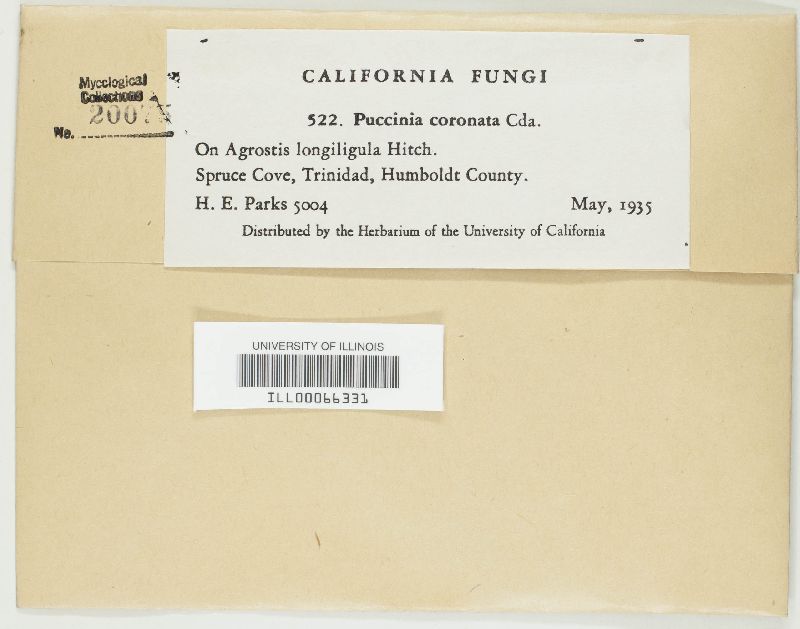 CALIFORNIA FUNGI
Mycological
Collections
No.
522. Puccinia coronata Cda.
On Agrostis longiligula Hitch.
Spruce Cove, Trinidad, Humboldt County.
H. E. Parks 5004 May, 1935
Distributed by the Herbarium of the University of California
UNIVERSITY OF ILLINOIS
ILL00066331